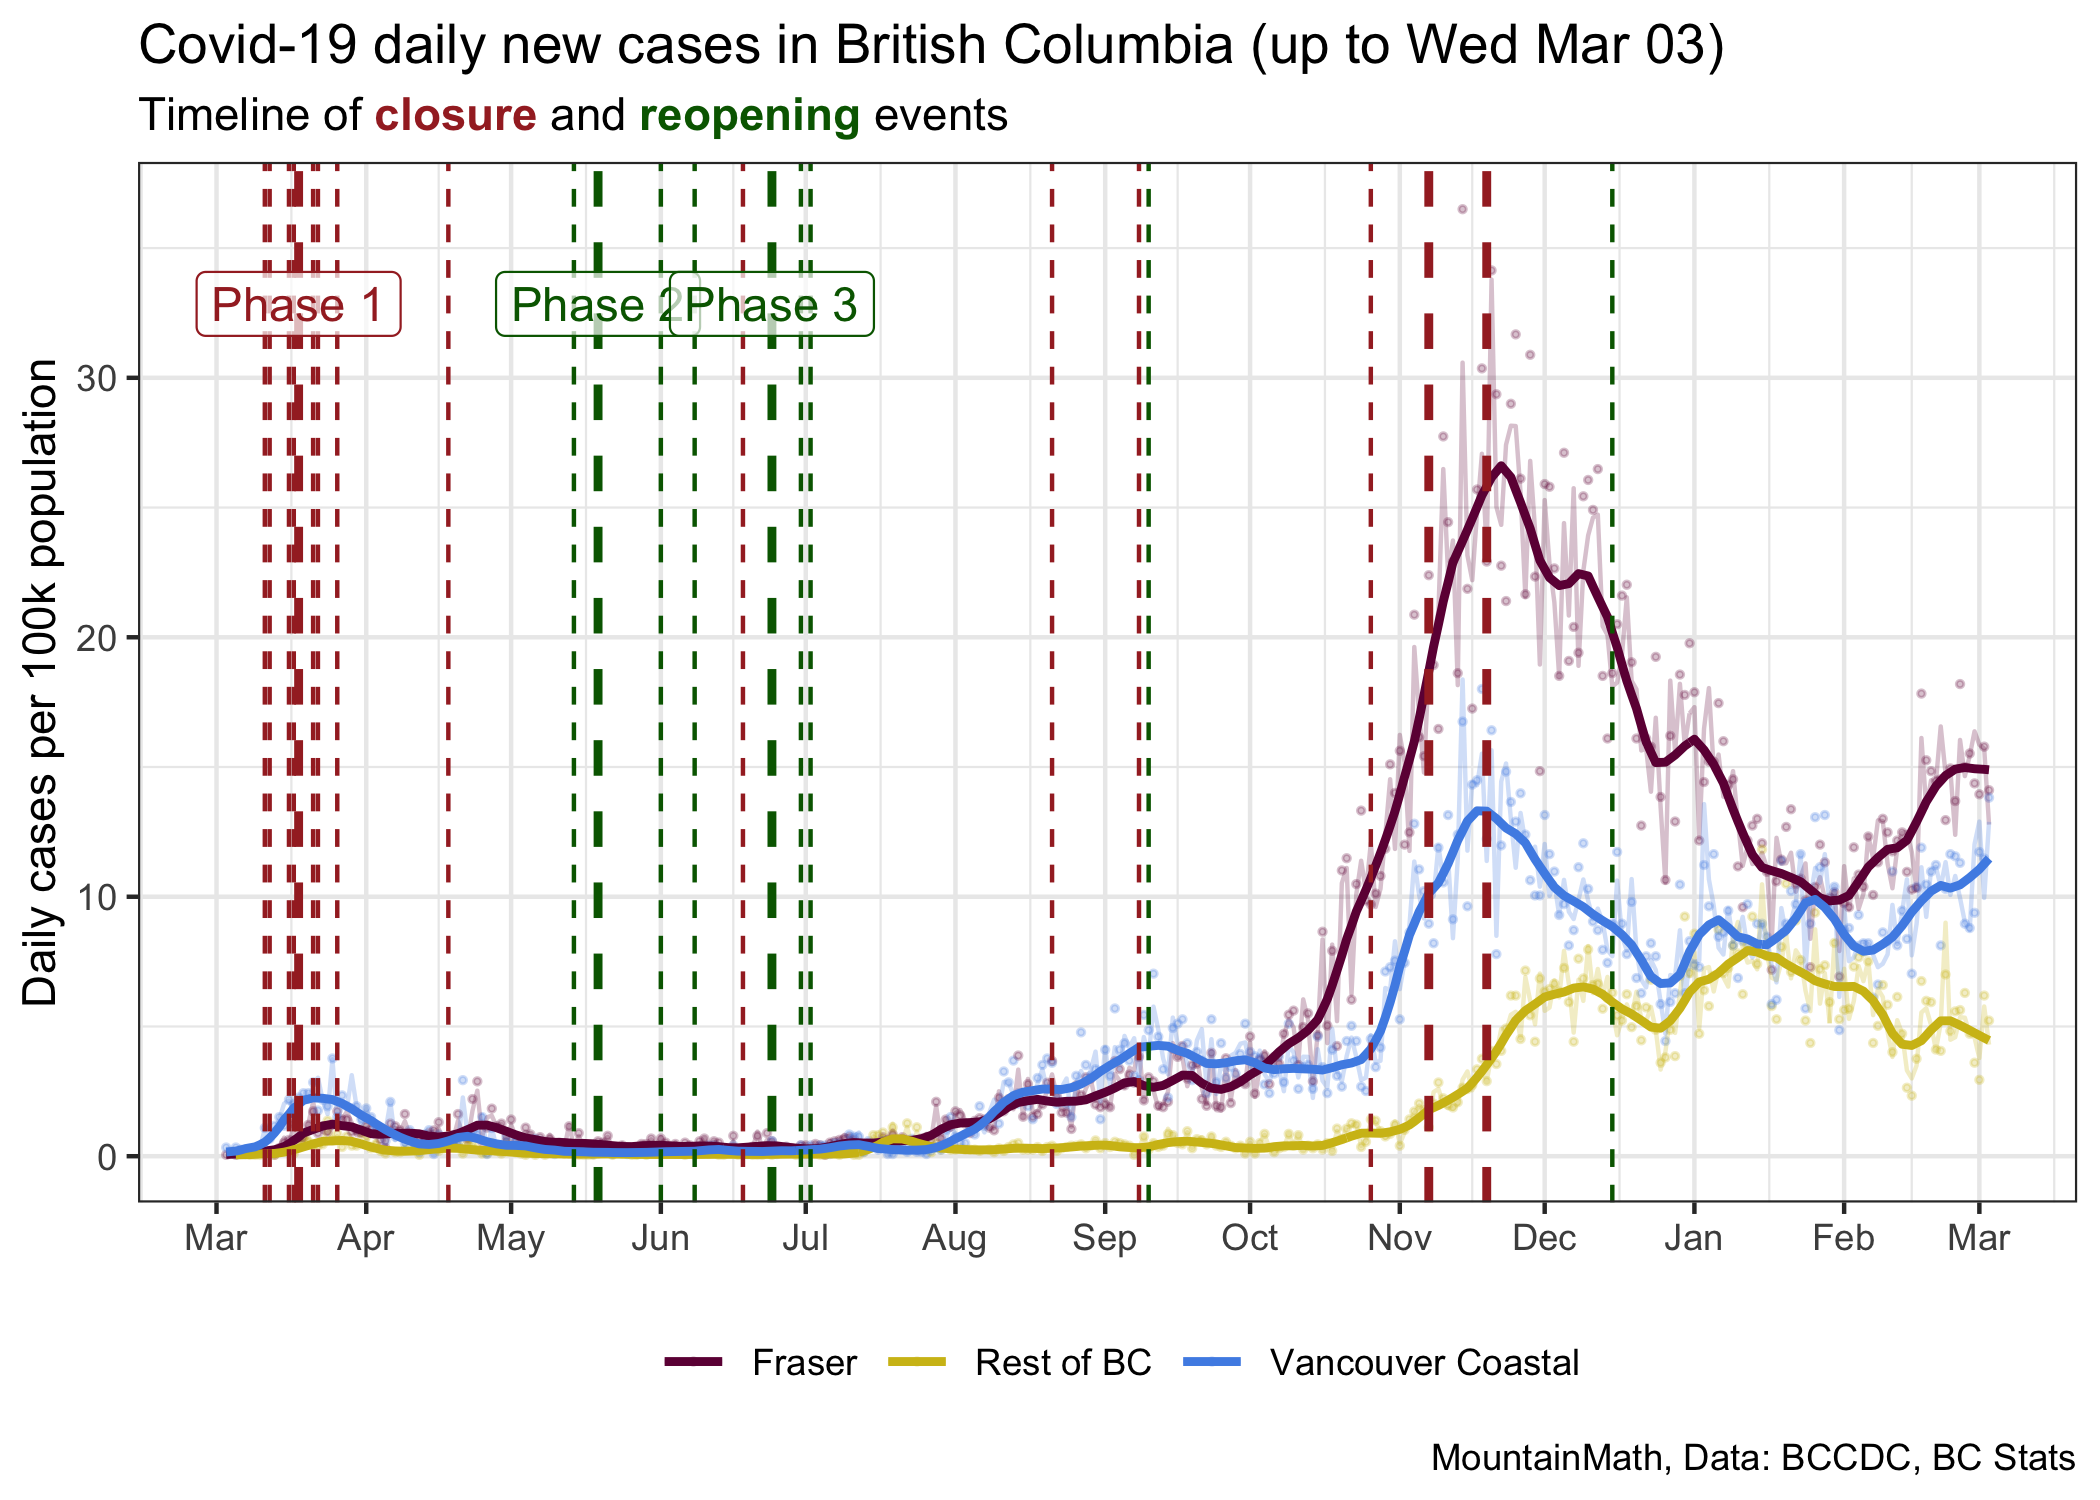 Covid-19 daily new cases in British Columbia (up to Wed Mar 03)
Timeline of closure and reopening events
Daily cases per 100k population
30
20
10
0
Phase 1
Phase 2
Phase 3
Mar Apr May Jun Jul Aug Sep Oct Nov Dec Jan Feb Mar
Fraser Rest of BC Vancouver Coastal
MountainMath, Data: BCCDC, BC Stats